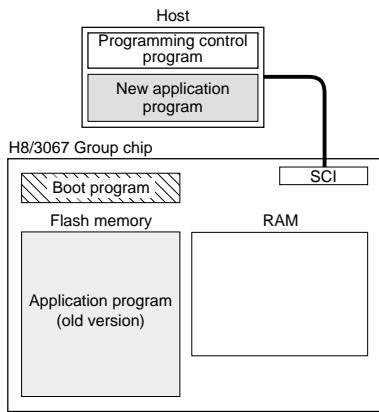 Host
Programming control
program
New application
program
H8/3067 Group chip
SCI
Boot program
Flash memory
RAM
Application program
(old version)